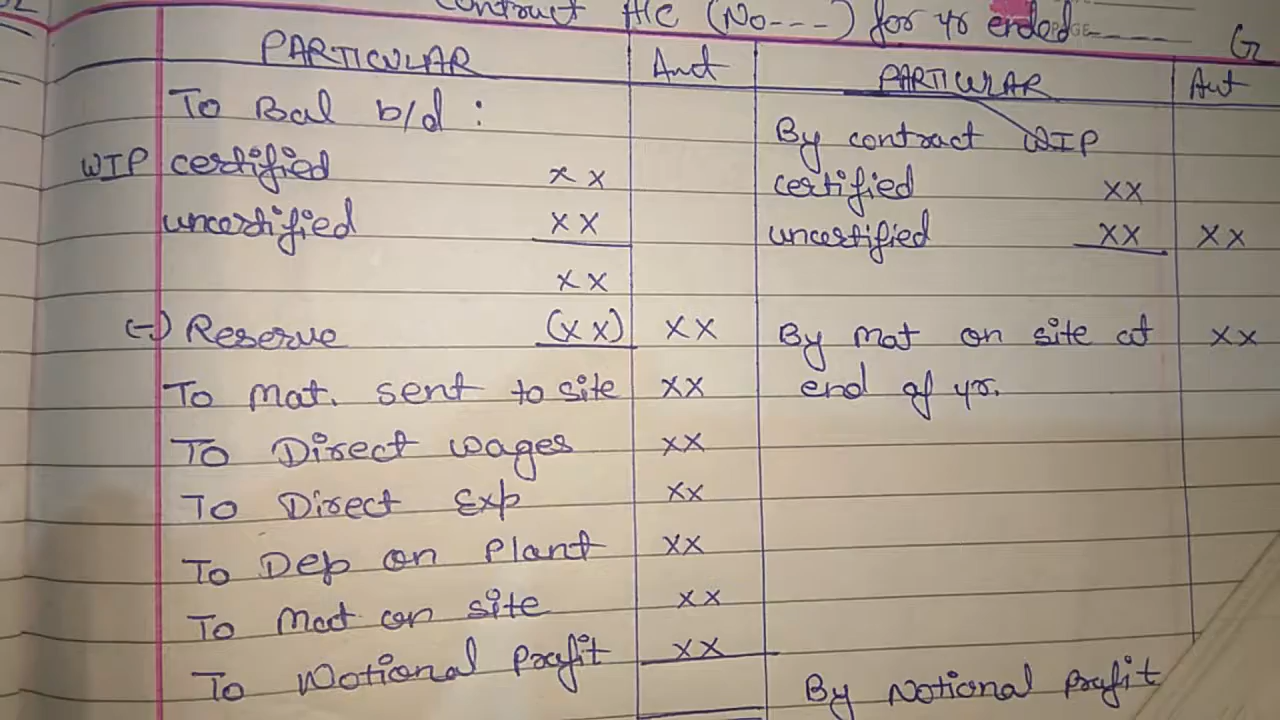 Contract A/C (No---) for yr ended-----
PARTICULAR Amt PARTICULAR Amt
To Bal b/d : By contract WIP
WIP certified xx certified xx
uncertified xx uncertified xx xx
xx
(-) Reserve (xx) xx By mat on site at xx
To mat. sent to site xx end of yr.
To Direct wages xx
To Direct Exp xx
To Dep on Plant xx
To Mat on site xx
To Notional Profit xx
By Notional Profit